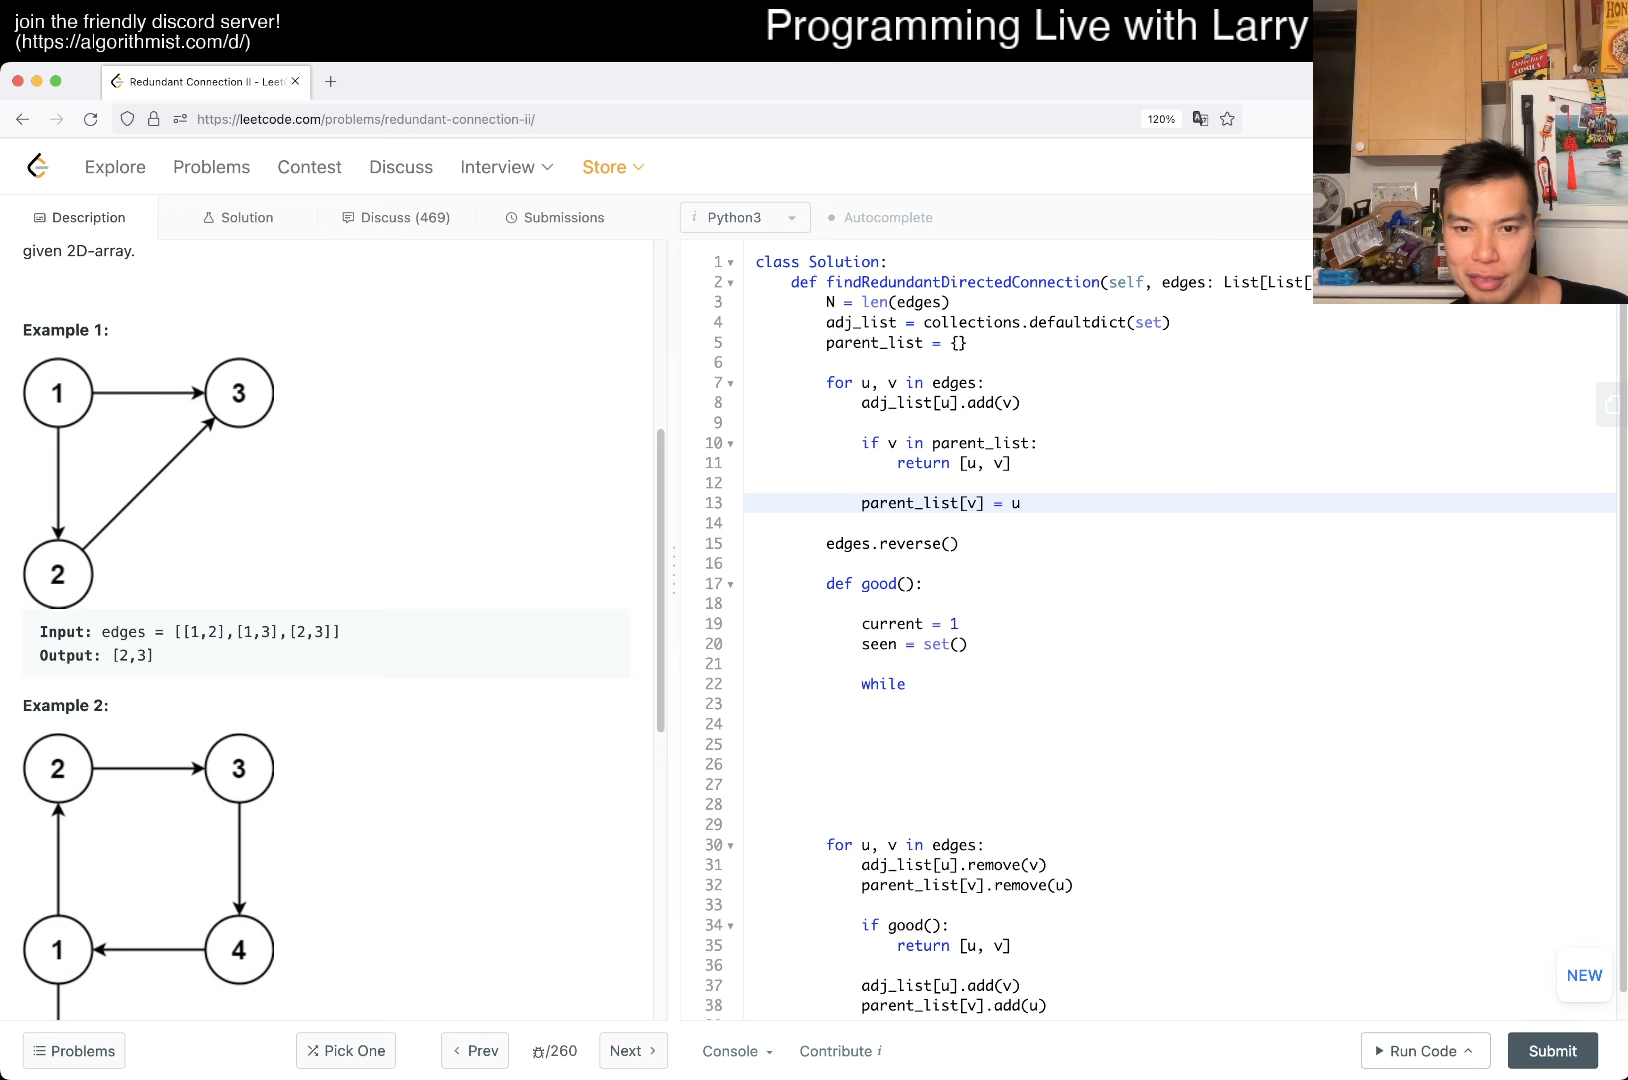 join the friendly discord server!
(https://algorithmist.com/d/)
Programming Live with Larry
Redundant Connection II - Leet
https://leetcode.com/problems/redundant-connection-ii/
120%
Explore
Problems
Contest
Discuss
Interview
Store
Description
Solution
Discuss (469)
Submissions
i Python3
Autocomplete
given 2D-array.
Example 1:
1
3
2
Input: edges = [[1,2],[1,3],[2,3]]
Output: [2,3]
Example 2:
2
3
1
4
1 class Solution:
2 def findRedundantDirectedConnection(self, edges: List[List[
3 N = len(edges)
4 adj_list = collections.defaultdict(set)
5 parent_list = {}
6
7 for u, v in edges:
8 adj_list[u].add(v)
9
10 if v in parent_list:
11 return [u, v]
12
13 parent_list[v] = u
14
15 edges.reverse()
16
17 def good():
18
19 current = 1
20 seen = set()
21
22 while
23
24
25
26
27
28
29
30 for u, v in edges:
31 adj_list[u].remove(v)
32 parent_list[v].remove(u)
33
34 if good():
35 return [u, v]
36
37 adj_list[u].add(v)
38 parent_list[v].add(u)
NEW
Problems
Pick One
Prev
/260
Next
Console
Contribute i
Run Code
Submit